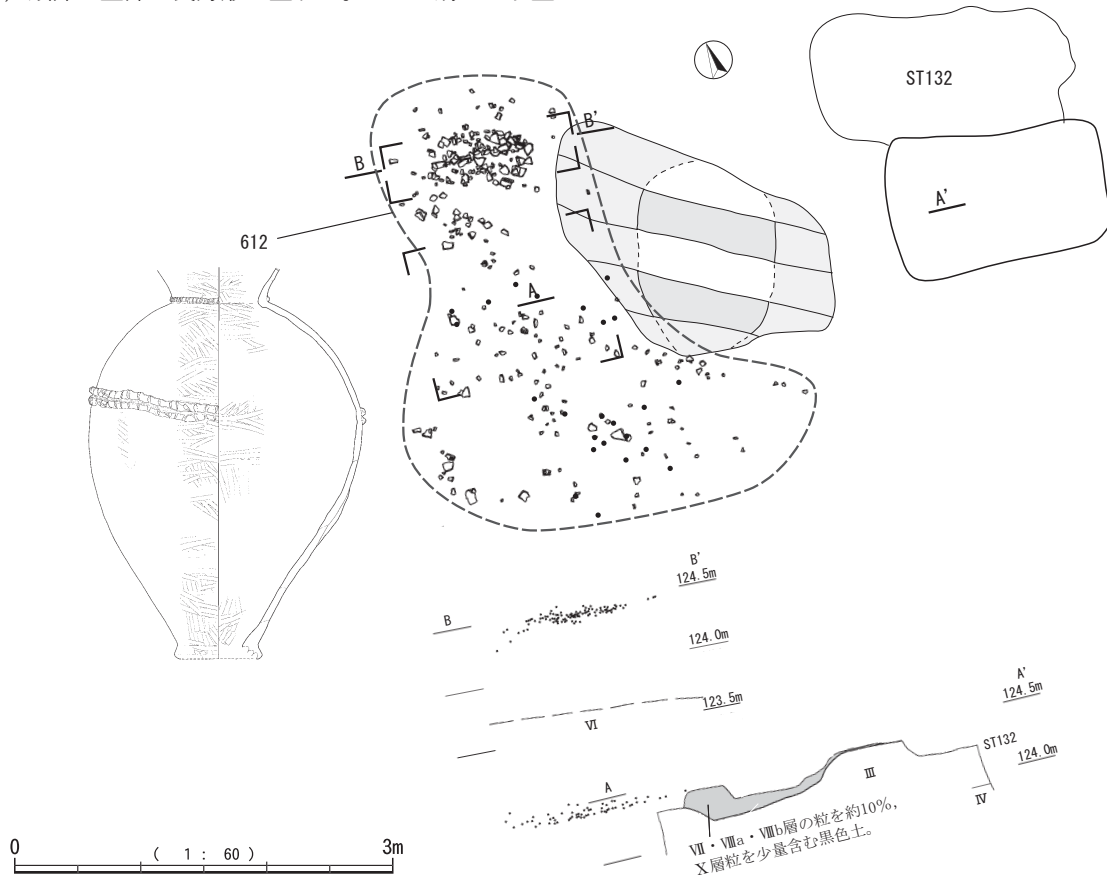 ST132
B'
B
A'
612
A
B'
124.5m
B
124.0m
123.5m
Ⅵ
A'
124.5m
ST132
124.0m
A
Ⅲ
Ⅳ
Ⅶ・Ⅷa・Ⅷb層の粒を約10%,
Ⅹ層粒を少量含む黒色土。
0 ( 1 : 60 ) 3m